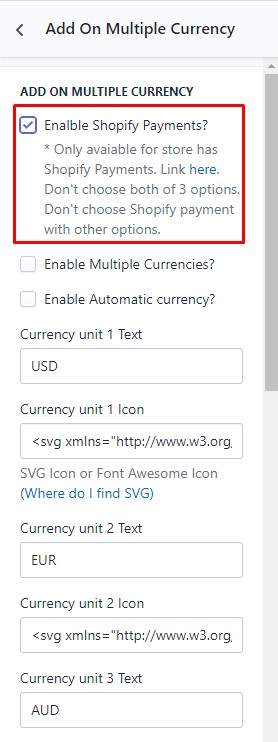 Add On Multiple Currency
ADD ON MULTIPLE CURRENCY
Enalble Shopify Payments?
* Only avaiable for store has
Shopify Payments. Link here.
Don't choose both of 3 options.
Don't choose Shopify payment
with other options.
Enable Multiple Currencies?
Enable Automatic currency?
Currency unit 1 Text
USD
Currency unit 1 Icon
<svg xmlns="http://www.w3.org,
SVG Icon or Font Awesome Icon
(Where do I find SVG)
Currency unit 2 Text
EUR
Currency unit 2 Icon
<svg xmlns="http://www.w3.org,
Currency unit 3 Text
AUD